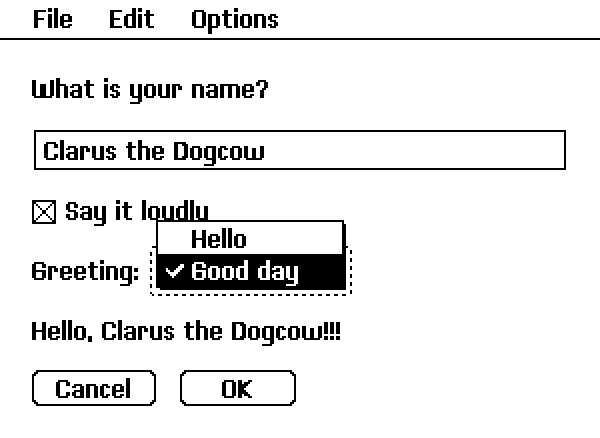 File Edit Options
What is your name?
Clarus the Dogcow
Say it loudly
Hello
Greeting: Good day
Hello, Clarus the Dogcow!!!
Cancel OK